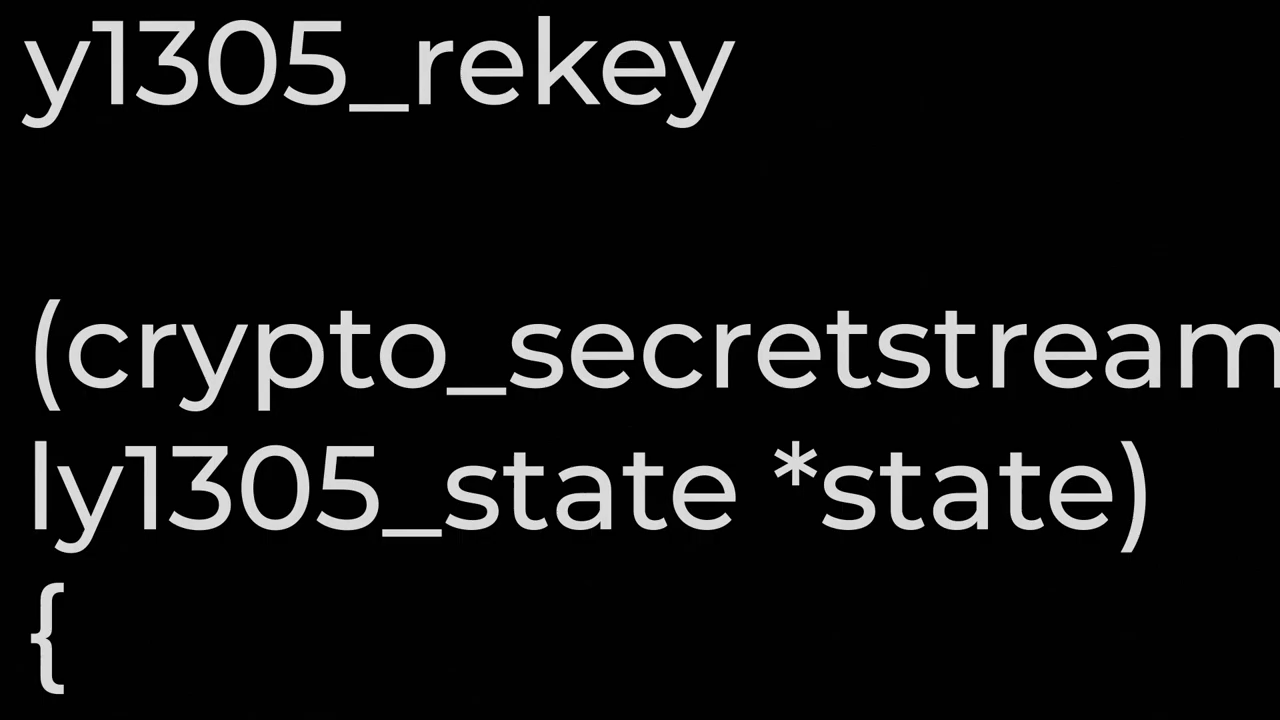 y1305_rekey
(crypto_secretstream
ly1305_state *state)
{